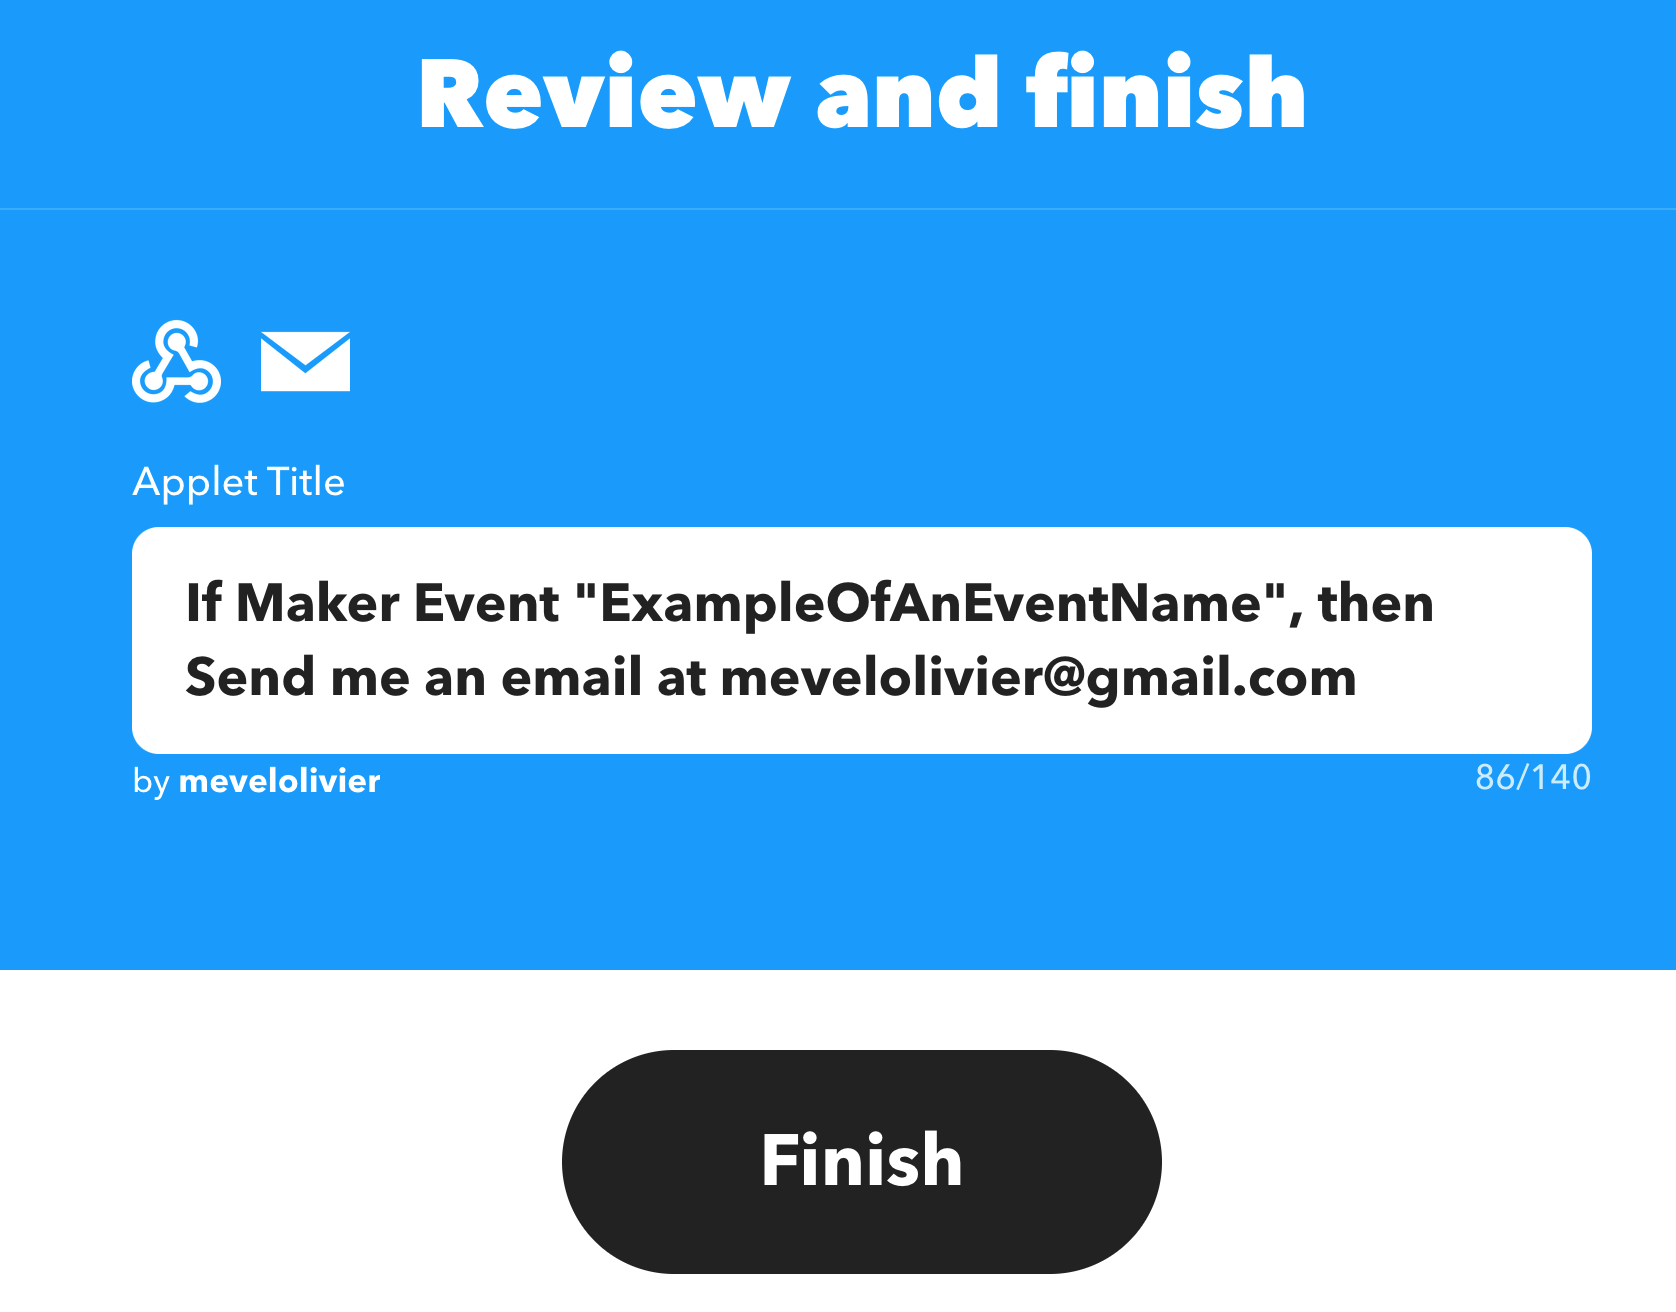 Review and finish
Applet Title
If Maker Event "ExampleOfAnEventName", then
Send me an email at mevelolivier@gmail.com
by mevelolivier
86/140
Finish